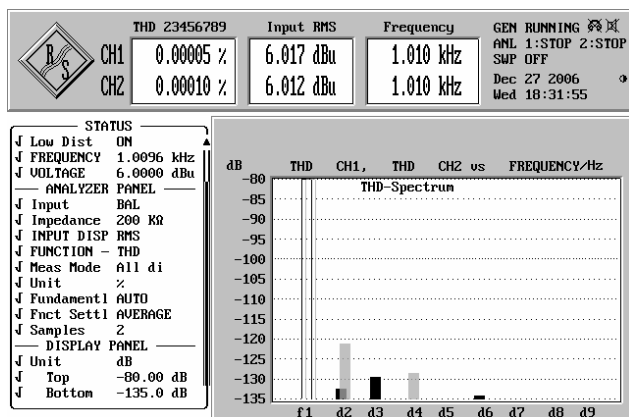 THD 23456789 Input RMS Frequency
R S
CH1 0.00005 % 6.017 dBu 1.010 kHz
CH2 0.00010 % 6.012 dBu 1.010 kHz
GEN RUNNING
ANL 1:STOP 2:STOP
SWP OFF
Dec 27 2006
Wed 18:31:55
STATUS
√ Low Dist ON
√ FREQUENCY 1.0096 kHz
√ VOLTAGE 6.0000 dBu
ANALYZER PANEL
√ Input BAL
√ Impedance 200 KΩ
√ INPUT DISP RMS
√ FUNCTION – THD
√ Meas Mode All di
√ Unit %
√ Fundamentl AUTO
√ Fnct Settl AVERAGE
√ Samples 2
DISPLAY PANEL
√ Unit dB
√ Top -80.00 dB
√ Bottom -135.0 dB
dB THD CH1, THD CH2 vs FREQUENCY/Hz
THD-Spectrum
-80
-85
-90
-95
-100
-105
-110
-115
-120
-125
-130
-135
f1 d2 d3 d4 d5 d6 d7 d8 d9